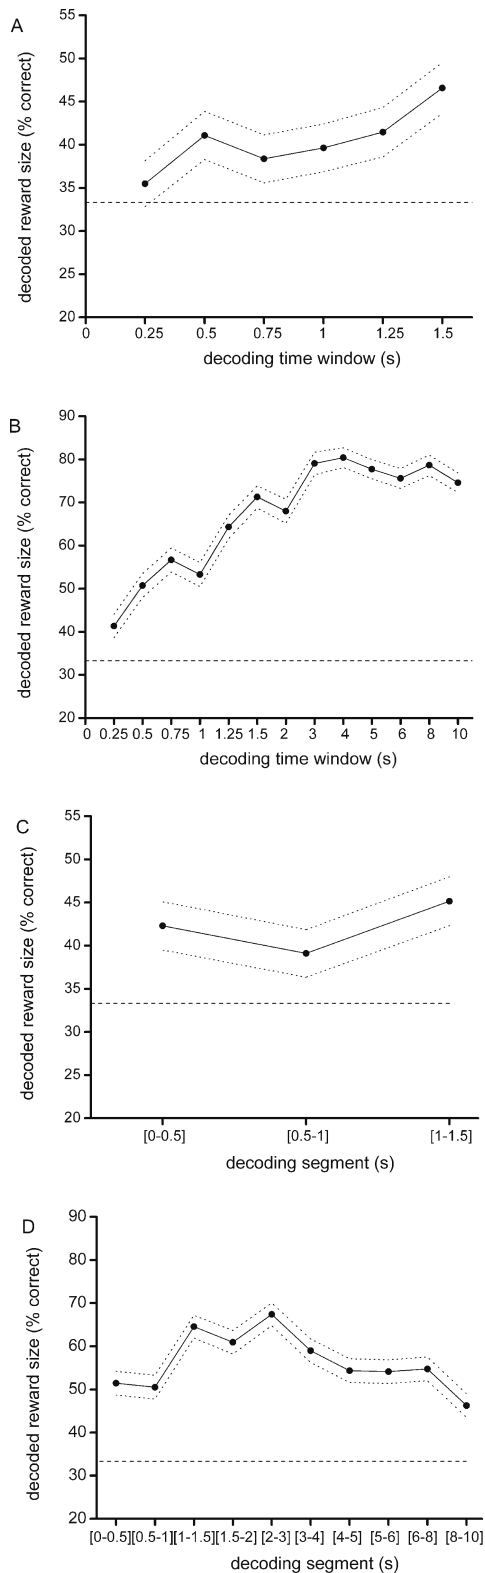 A
decoded reward size (% correct)
55
50
45
40
35
30
25
20
0 0.25 0.5 0.75 1 1.25 1.5
decoding time window (s)
B
decoded reward size (% correct)
90
80
70
60
50
40
30
20
0 0.25 0.5 0.75 1 1.25 1.5 2 3 4 5 6 8 10
decoding time window (s)
C
decoded reward size (% correct)
55
50
45
40
35
30
25
20
[0-0.5] [0.5-1] [1-1.5]
decoding segment (s)
D
decoded reward size (% correct)
90
80
70
60
50
40
30
20
[0-0.5] [0.5-1] [1-1.5] [1.5-2] [2-3] [3-4] [4-5] [5-6] [6-8] [8-10]
decoding segment (s)